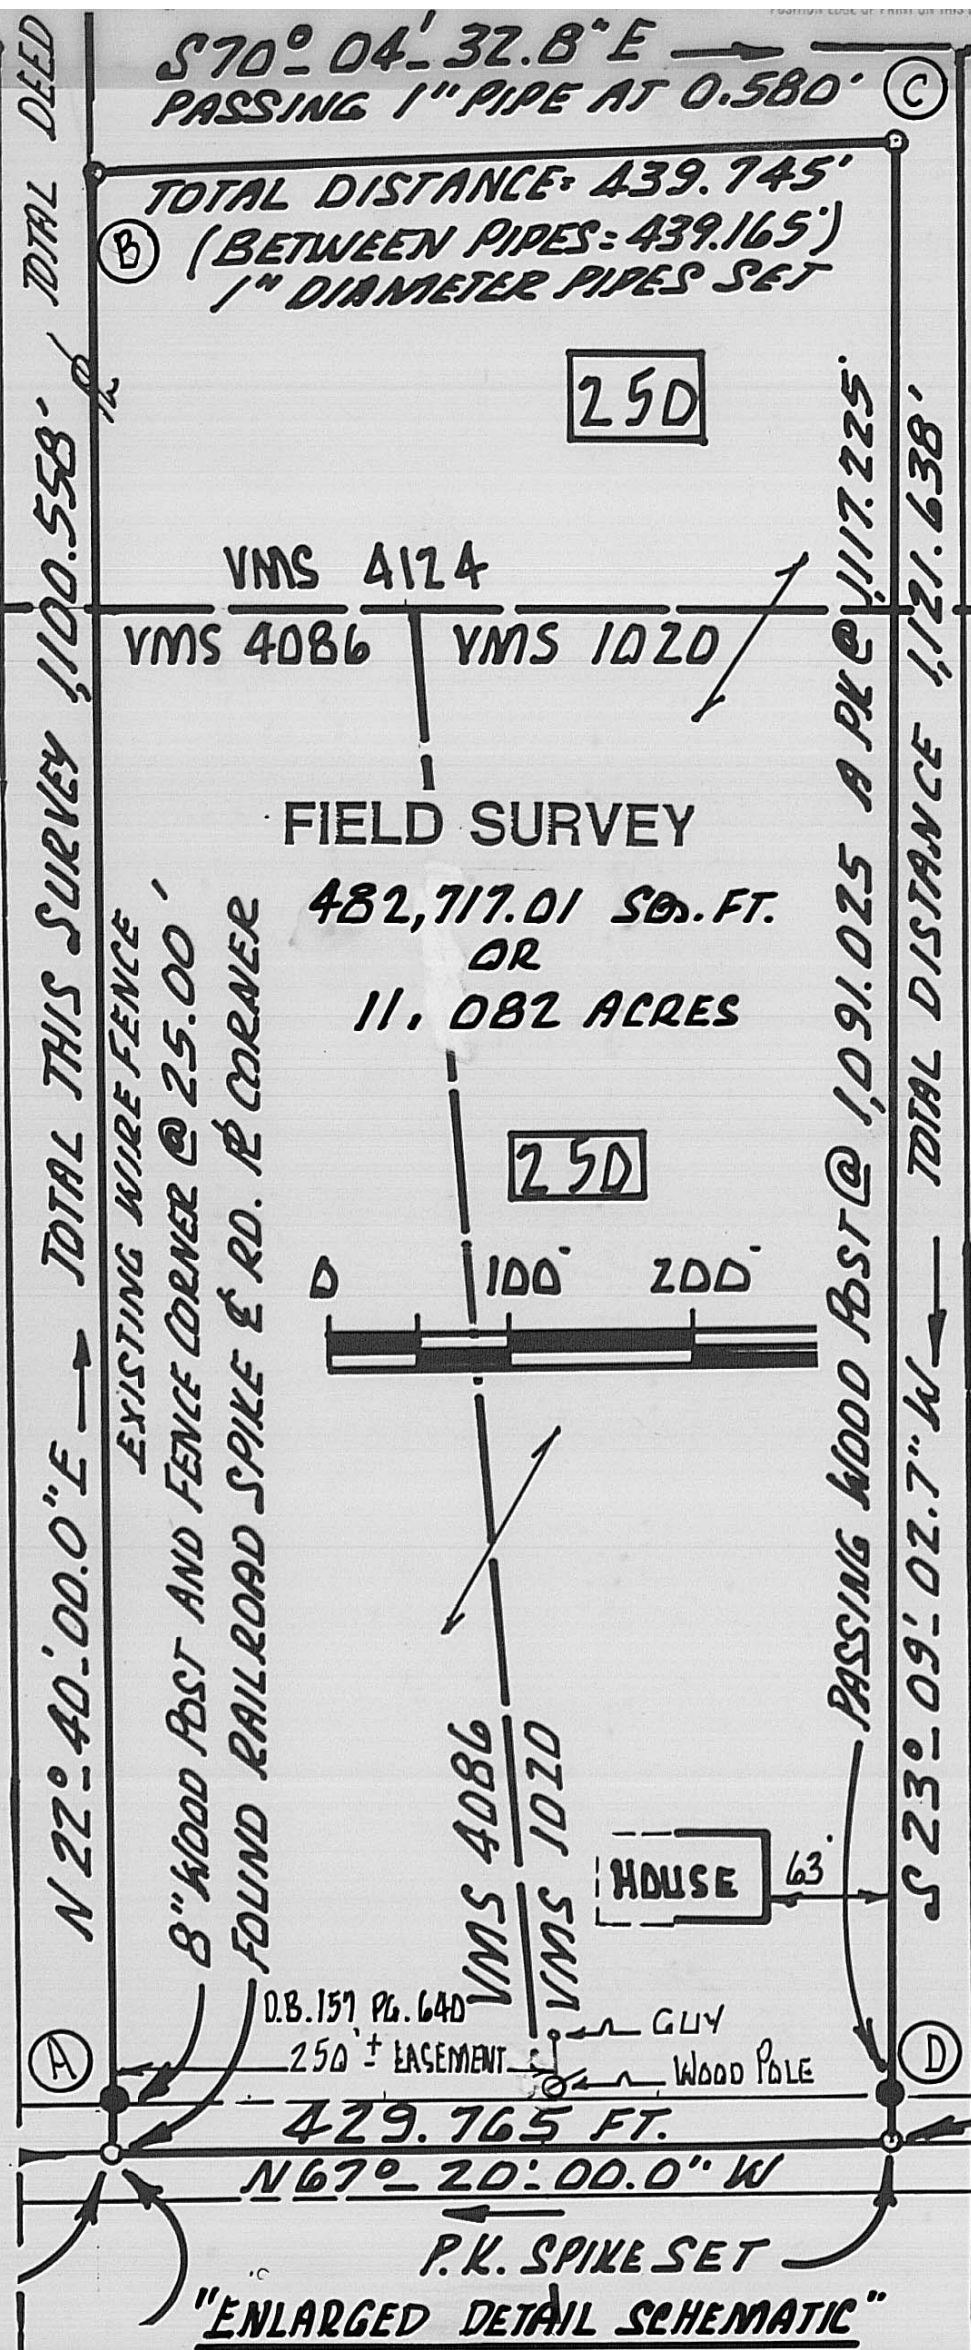 S70°-04'-32.8"E
PASSING 1" PIPE AT 0.580'
C
TOTAL DISTANCE: 439.745'
(BETWEEN PIPES: 439.165')
1" DIAMETER PIPES SET
B
TOTAL DEED
250
VMS 4124
VMS 4086
VMS 1020
FIELD SURVEY
482,717.01 SQ. FT.
OR
11.082 ACRES
250
0 100' 200'
N22°-40'-00.0"E TOTAL THIS SURVEY 1,100.558' / TOTAL
EXISTING WIRE FENCE
8" WOOD POST AND FENCE CORNER @ 25.00'
FOUND RAILROAD SPIKE & RD. ⅊ CORNER
PASSING WOOD POST @ 1,091.025 A PK @ 1,117.225'
S23°-09'-02.7"W TOTAL DISTANCE 1,121.638'
VMS 4086
VMS 1020
HOUSE
63'
D.B.157 PG.640
250'± EASEMENT
GUY
WOOD POLE
A
D
429.765 FT.
N67°-20'-00.0" W
P.K. SPIKE SET
"ENLARGED DETAIL SCHEMATIC"